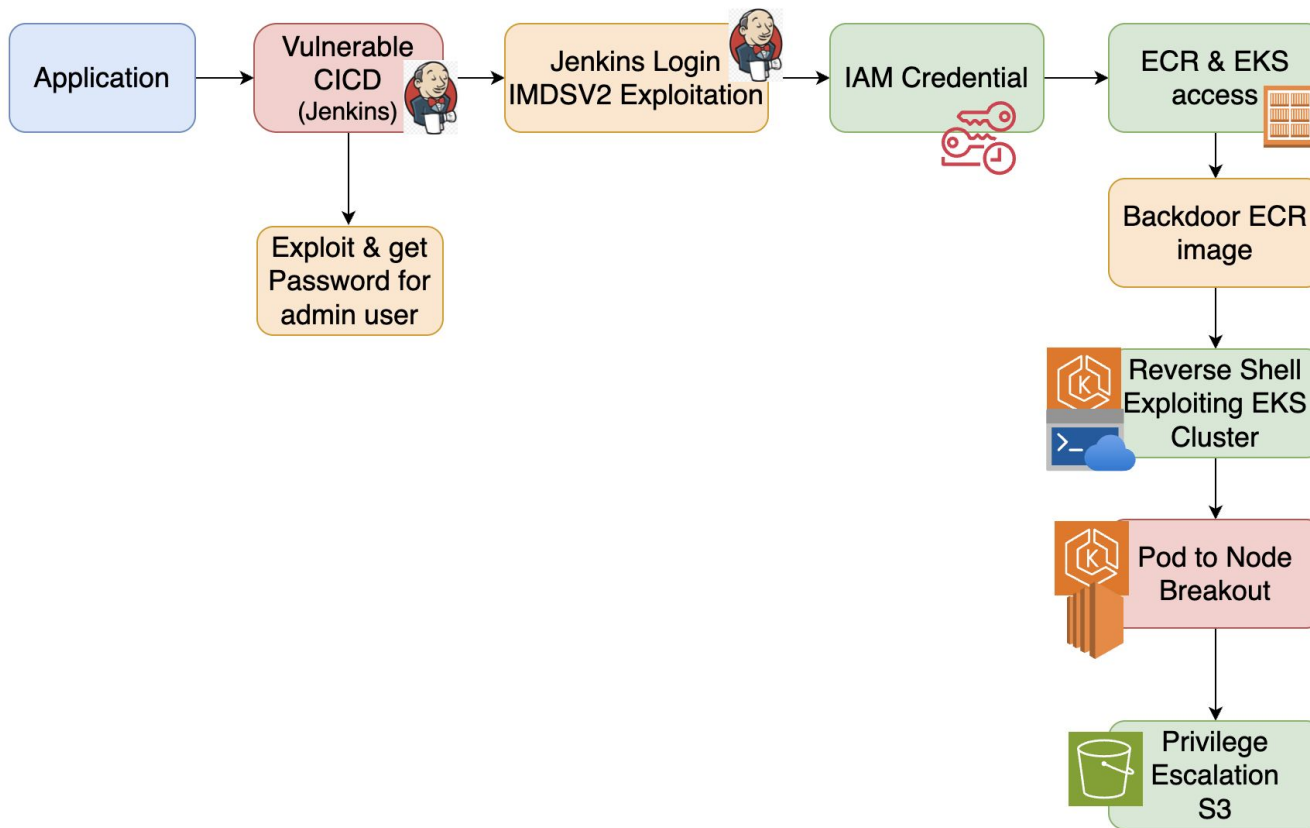 Application
Vulnerable
CICD
(Jenkins)
Jenkins Login
IMDSV2 Exploitation
IAM Credential
ECR & EKS
access
Exploit & get
Password for
admin user
Backdoor ECR
image
Reverse Shell
Exploiting EKS
Cluster
K
>_
Pod to Node
Breakout
K
Privilege
Escalation
S3